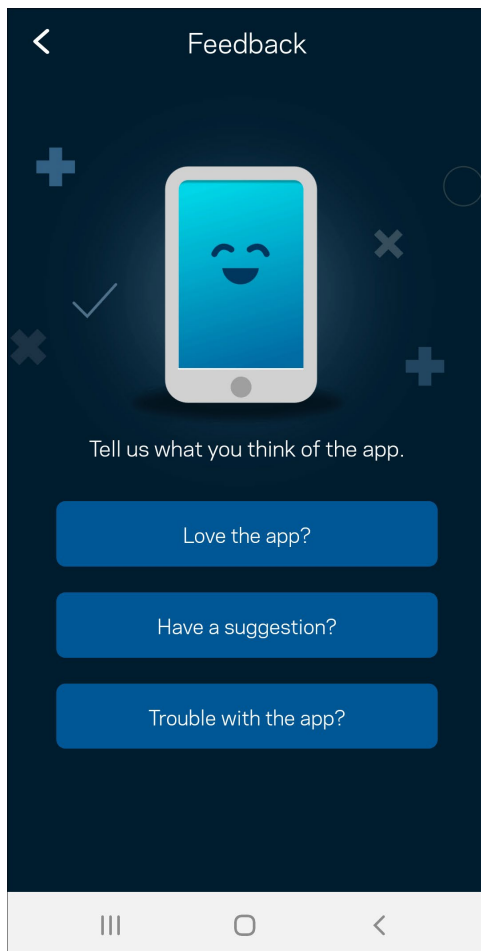 Feedback
Tell us what you think of the app.
Love the app?
Have a suggestion?
Trouble with the app?